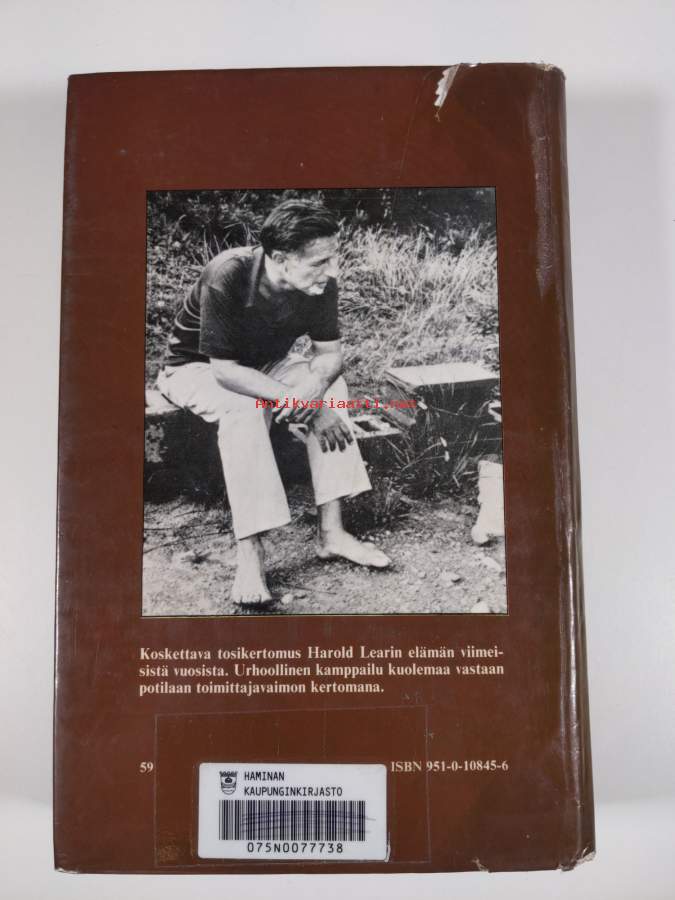 Antikvariaatti.net
Koskettava tosikertomus Harold Learin elämän viimei-
sistä vuosista. Urhoollinen kamppailu kuolemaa vastaan
potilaan toimittajavaimon kertomana.
59
ISBN 951-0-10845-6
HAMINAN
KAUPUNGINKIRJASTO
075N0077738